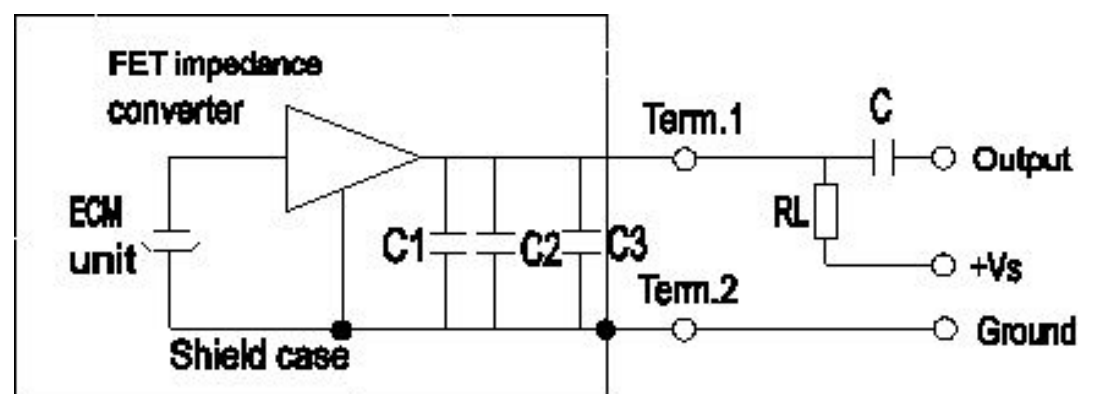 FET impedance
converter
Term.1
C
Output
ECM
unit
C1
C2
C3
RL
+Vs
Term.2
Ground
Shield case